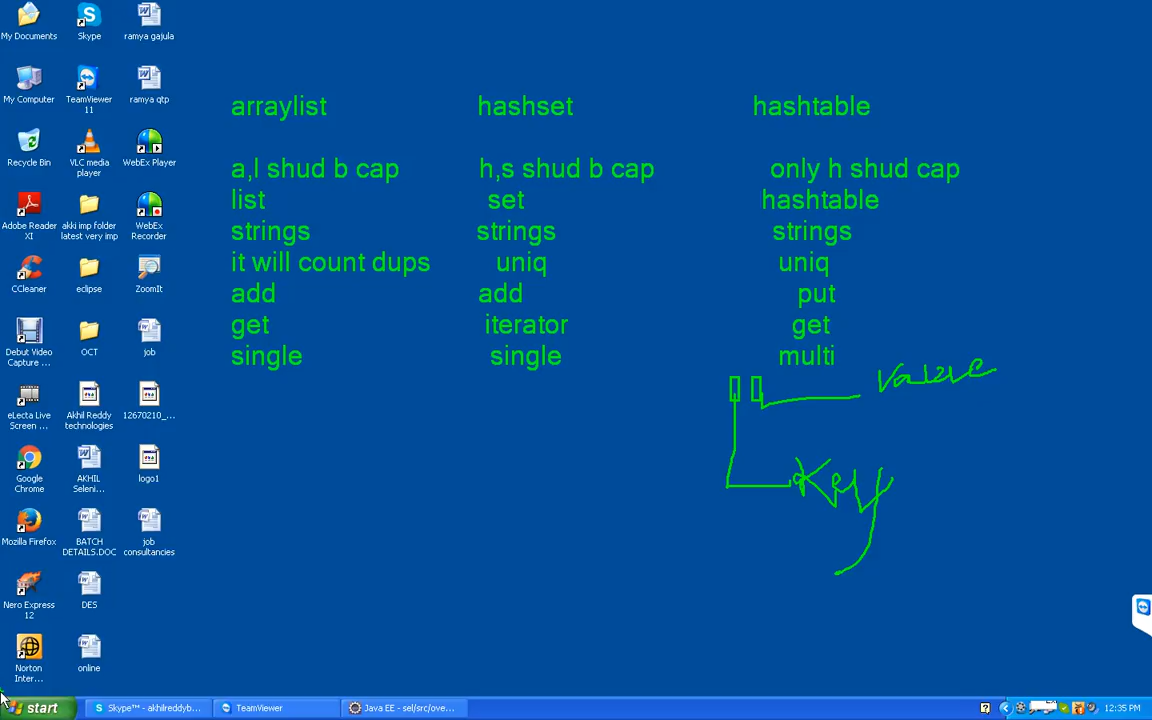 My Documents
Skype
ramya gajula
My Computer
TeamViewer 11
ramya qtp
Recycle Bin
VLC media player
WebEx Player
Adobe Reader XI
akki imp folder latest very imp
WebEx Recorder
CCleaner
eclipse
ZoomIt
Debut Video Capture ...
OCT
job
eLecta Live Screen ...
Akhil Reddy technologies
12670210_...
Google Chrome
AKHIL Seleni...
logo1
Mozilla Firefox
BATCH DETAILS.DOC
job consultancies
Nero Express 12
DES
Norton Inter...
online
arraylist hashset hashtable
a,l shud b cap h,s shud b cap only h shud cap
list set hashtable
strings strings strings
it will count dups uniq uniq
add add put
get iterator get
single single multi
Value
Key
start
Skype™ - akhilreddyb...
TeamViewer
Java EE - sel/src/ove...
12:35 PM